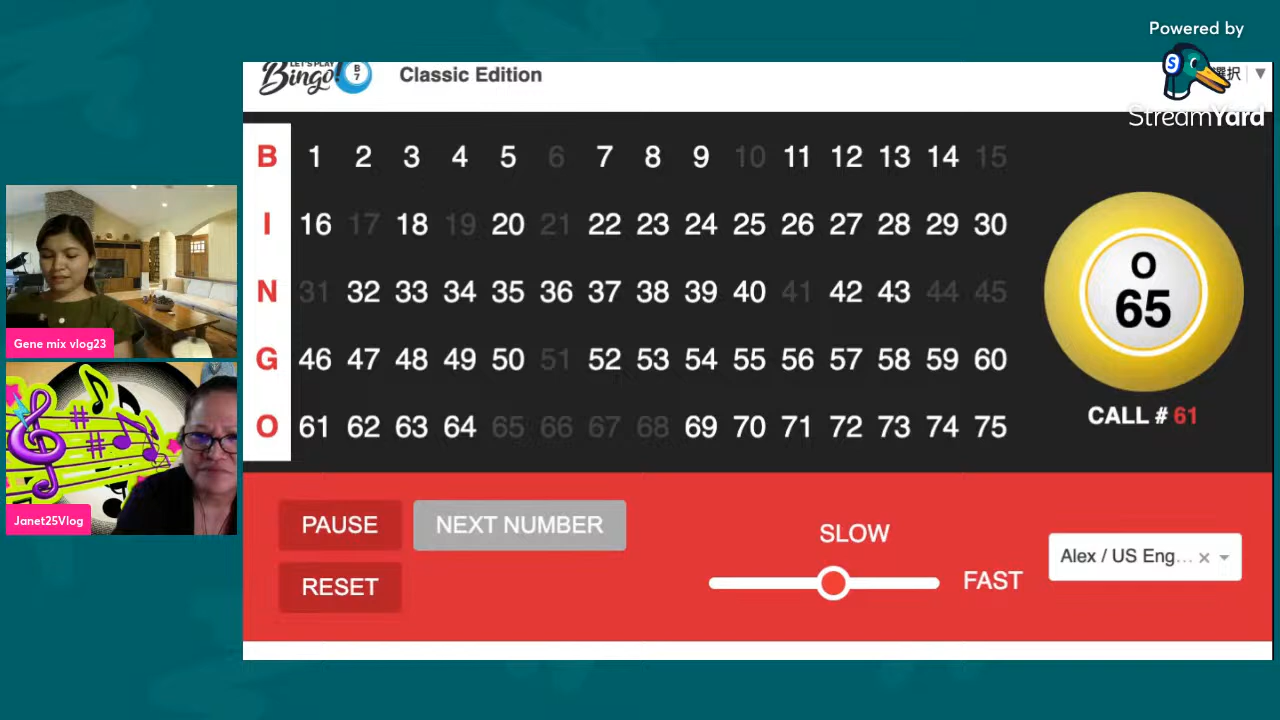 Powered by
StreamYard
LET'S PLAY
Bingo!
B
7
Classic Edition
選択
B 1 2 3 4 5 6 7 8 9 10 11 12 13 14 15
I 16 17 18 19 20 21 22 23 24 25 26 27 28 29 30
N 31 32 33 34 35 36 37 38 39 40 41 42 43 44 45
G 46 47 48 49 50 51 52 53 54 55 56 57 58 59 60
O 61 62 63 64 65 66 67 68 69 70 71 72 73 74 75
O
65
CALL # 61
Gene mix vlog23
Janet25Vlog
PAUSE
NEXT NUMBER
RESET
SLOW
FAST
Alex / US Eng...